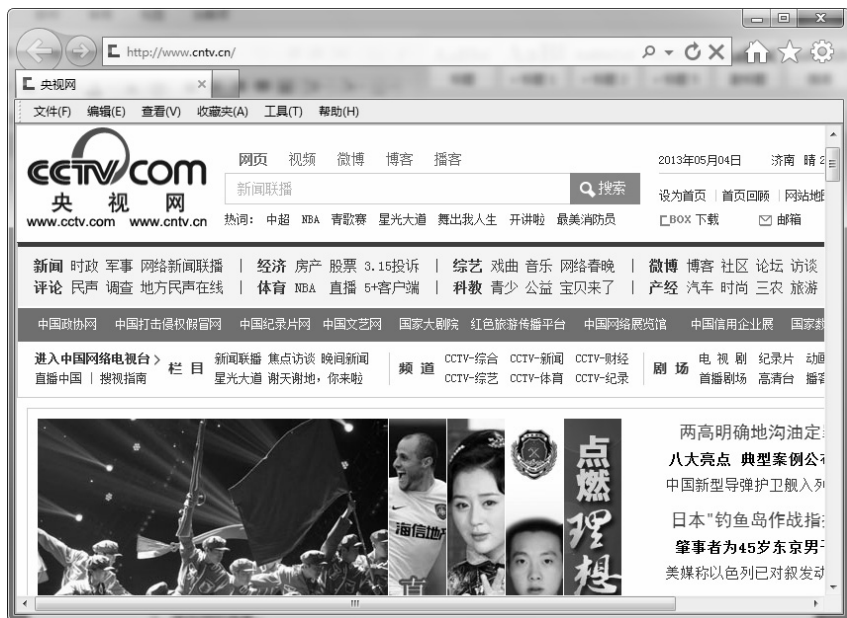 http://www.cntv.cn/
央视网
文件(F) 编辑(E) 查看(V) 收藏夹(A) 工具(T) 帮助(H)
cctv.com
央视网
www.cctv.com www.cntv.cn
网页 视频 微博 博客 播客
新闻联播 搜索
热词: 中超 NBA 青歌赛 星光大道 舞出我人生 开讲啦 最美消防员
2013年05月04日 济南 晴 2
设为首页 | 首页回顾 | 网站地图
BOX 下载 邮箱
新闻 时政 军事 网络新闻联播 | 经济 房产 股票 3.15投诉 | 综艺 戏曲 音乐 网络春晚 | 微博 博客 社区 论坛 访谈
评论 民声 调查 地方民声在线 | 体育 NBA 直播 5+客户端 | 科教 青少 公益 宝贝来了 | 产经 汽车 时尚 三农 旅游
中国政协网 中国打击侵权假冒网 中国纪录片网 中国文艺网 国家大剧院 红色旅游传播平台 中国网络展览馆 中国信用企业展 国家
进入中国网络电视台> 栏目 新闻联播 焦点访谈 晚间新闻 频道 CCTV-综合 CCTV-新闻 CCTV-财经 剧场 电视剧 纪录片 动画
直播中国 | 搜视指南 星光大道 谢天谢地,你来啦 CCTV-综艺 CCTV-体育 CCTV-纪录 首播剧场 高清台 播客
海信地产
直
点燃理想
两高明确地沟油定
八大亮点 典型案例公布
中国新型导弹护卫舰入列
日本"钓鱼岛作战指
肇事者为45岁东京男子
美媒称以色列已对叙发动